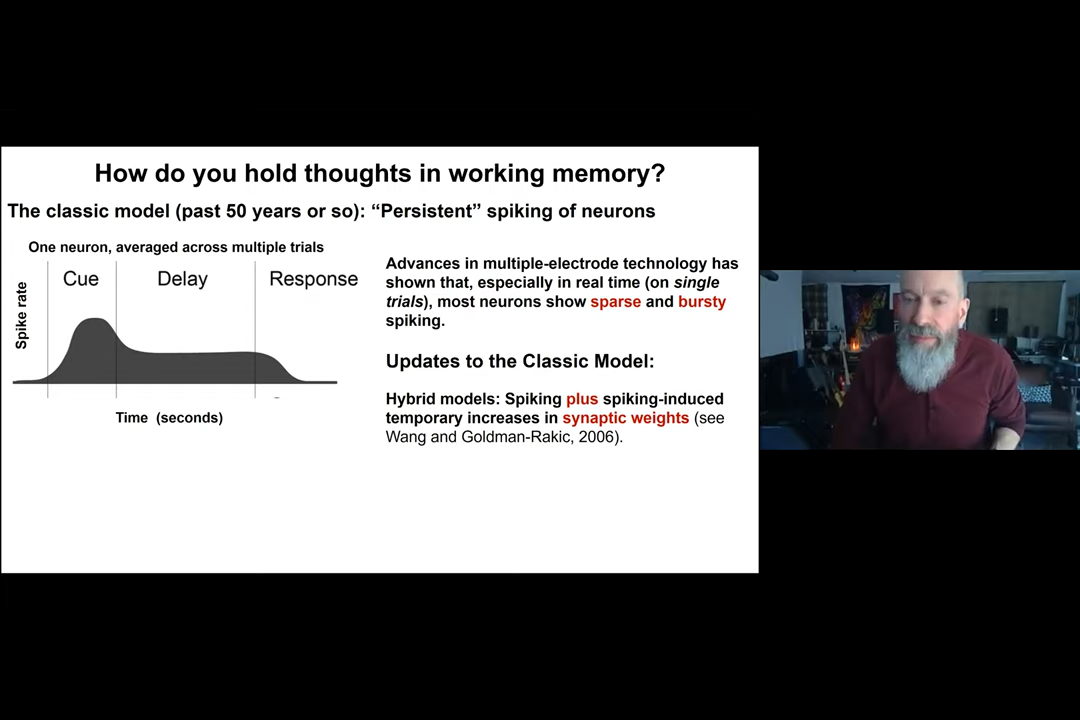 How do you hold thoughts in working memory?
The classic model (past 50 years or so): “Persistent” spiking of neurons
One neuron, averaged across multiple trials
Cue
Delay
Response
Spike rate
Time (seconds)
Advances in multiple-electrode technology has
shown that, especially in real time (on single
trials), most neurons show sparse and bursty
spiking.
Updates to the Classic Model:
Hybrid models: Spiking plus spiking-induced
temporary increases in synaptic weights (see
Wang and Goldman-Rakic, 2006).